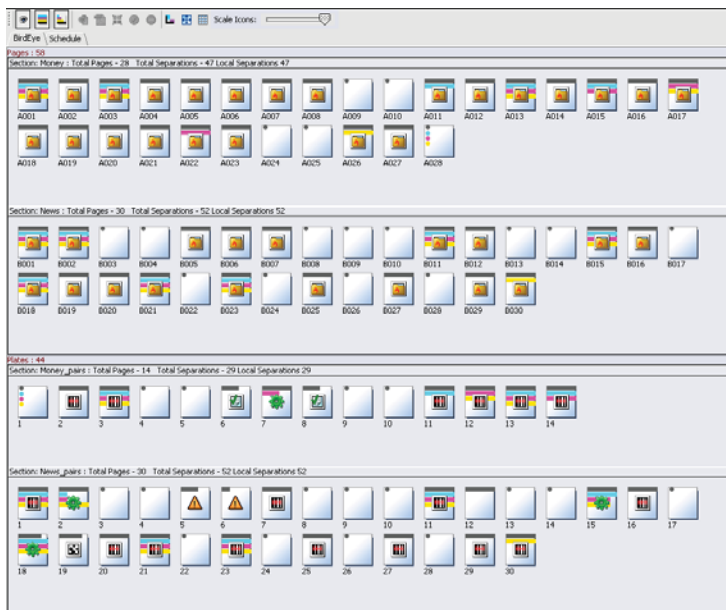 Scale Icons:
BirdEye Schedule
Pages : 58
Section: Money : Total Pages - 28 Total Separations - 47 Local Separations 47
A001 A002 A003 A004 A005 A006 A007 A008 A009 A010 A011 A012 A013 A014 A015 A016 A017
A018 A019 A020 A021 A022 A023 A024 A025 A026 A027 A028
Section: News : Total Pages - 30 Total Separations - 52 Local Separations 52
B001 B002 B003 B004 B005 B006 B007 B008 B009 B010 B011 B012 B013 B014 B015 B016 B017
B018 B019 B020 B021 B022 B023 B024 B025 B026 B027 B028 B029 B030
Plates : 44
Section: Money_pairs : Total Pages - 14 Total Separations - 29 Local Separations 29
1 2 3 4 5 6 7 8 9 10 11 12 13 14
Section: News_pairs : Total Pages - 30 Total Separations - 52 Local Separations 52
1 2 3 4 5 6 7 8 9 10 11 12 13 14 15 16 17
18 19 20 21 22 23 24 25 26 27 28 29 30